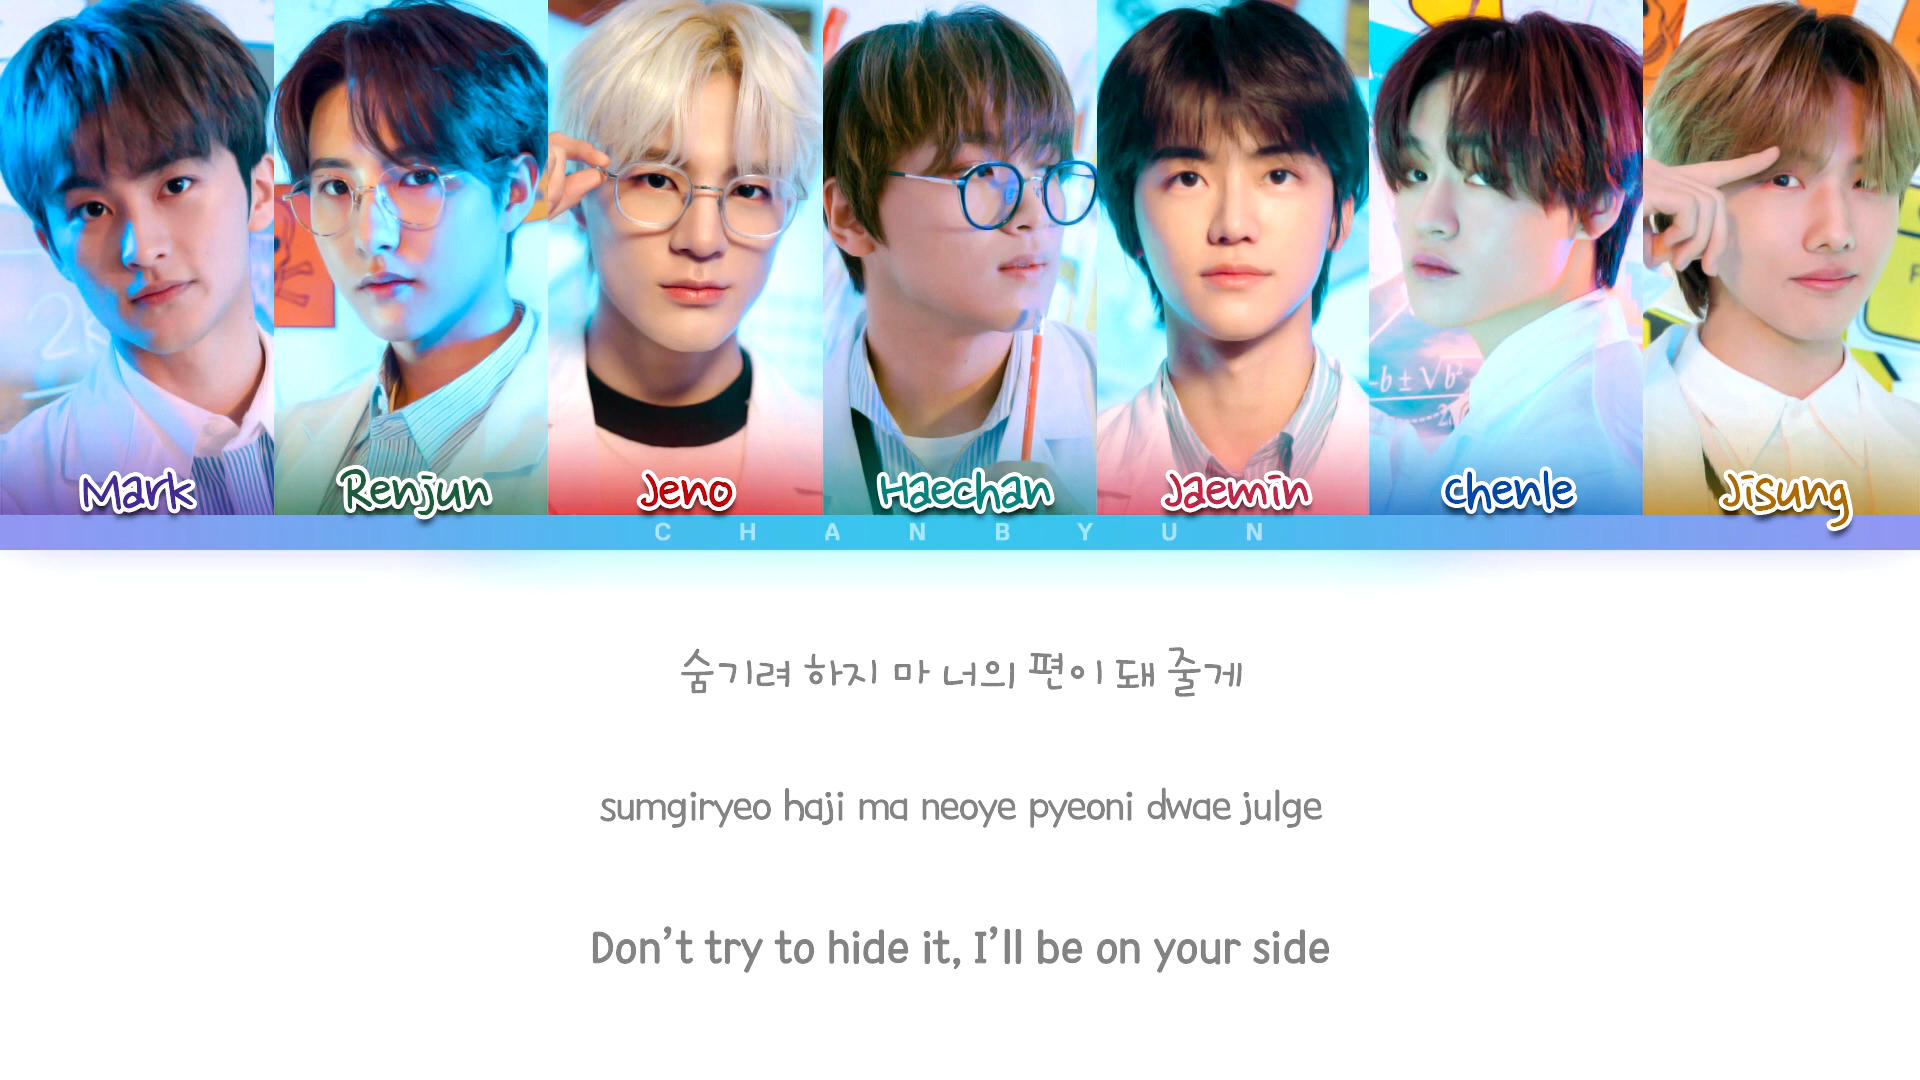 Mark Renjun Jeno Haechan Jaemin Chenle Jisung
CHANBYUN
숨기려 하지 마 너의 편이 돼 줄게
sumgiryeo haji ma neoye pyeoni dwae julge
Don't try to hide it, I'll be on your side